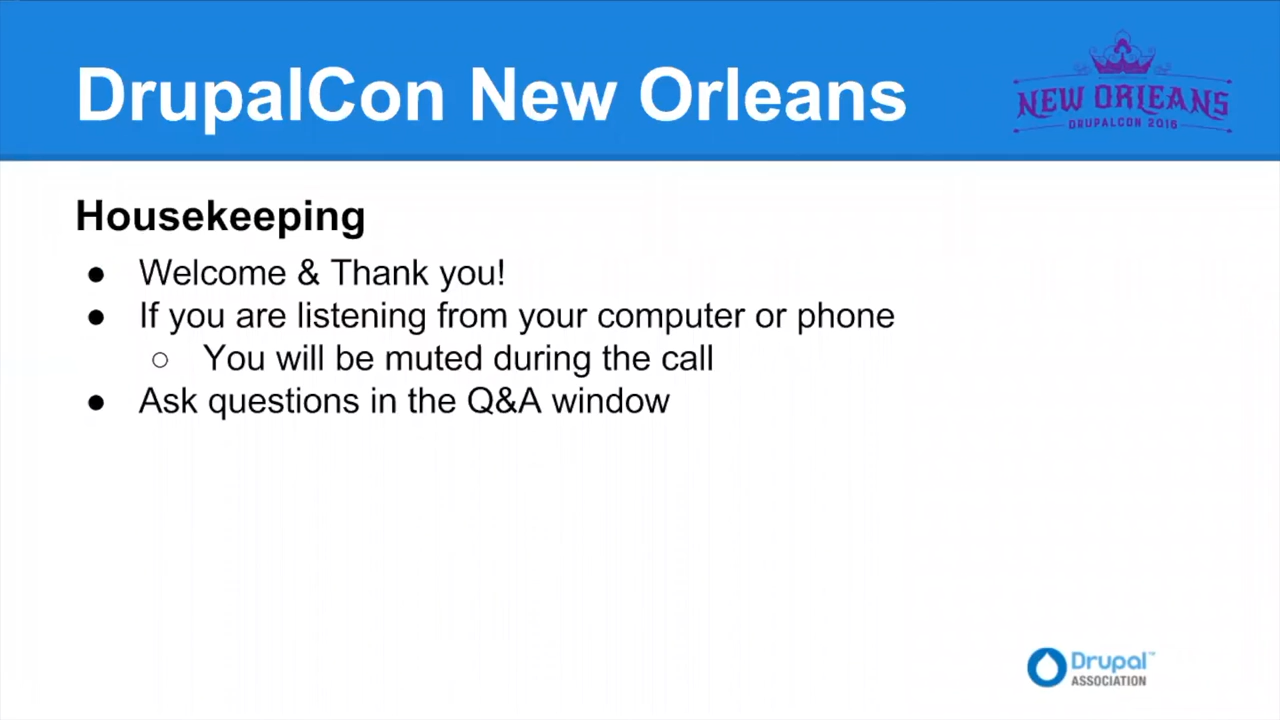 DrupalCon New Orleans
NEW ORLEANS
DRUPALCON 2016
Housekeeping
● Welcome & Thank you!
● If you are listening from your computer or phone
○ You will be muted during the call
● Ask questions in the Q&A window
Drupal™
ASSOCIATION